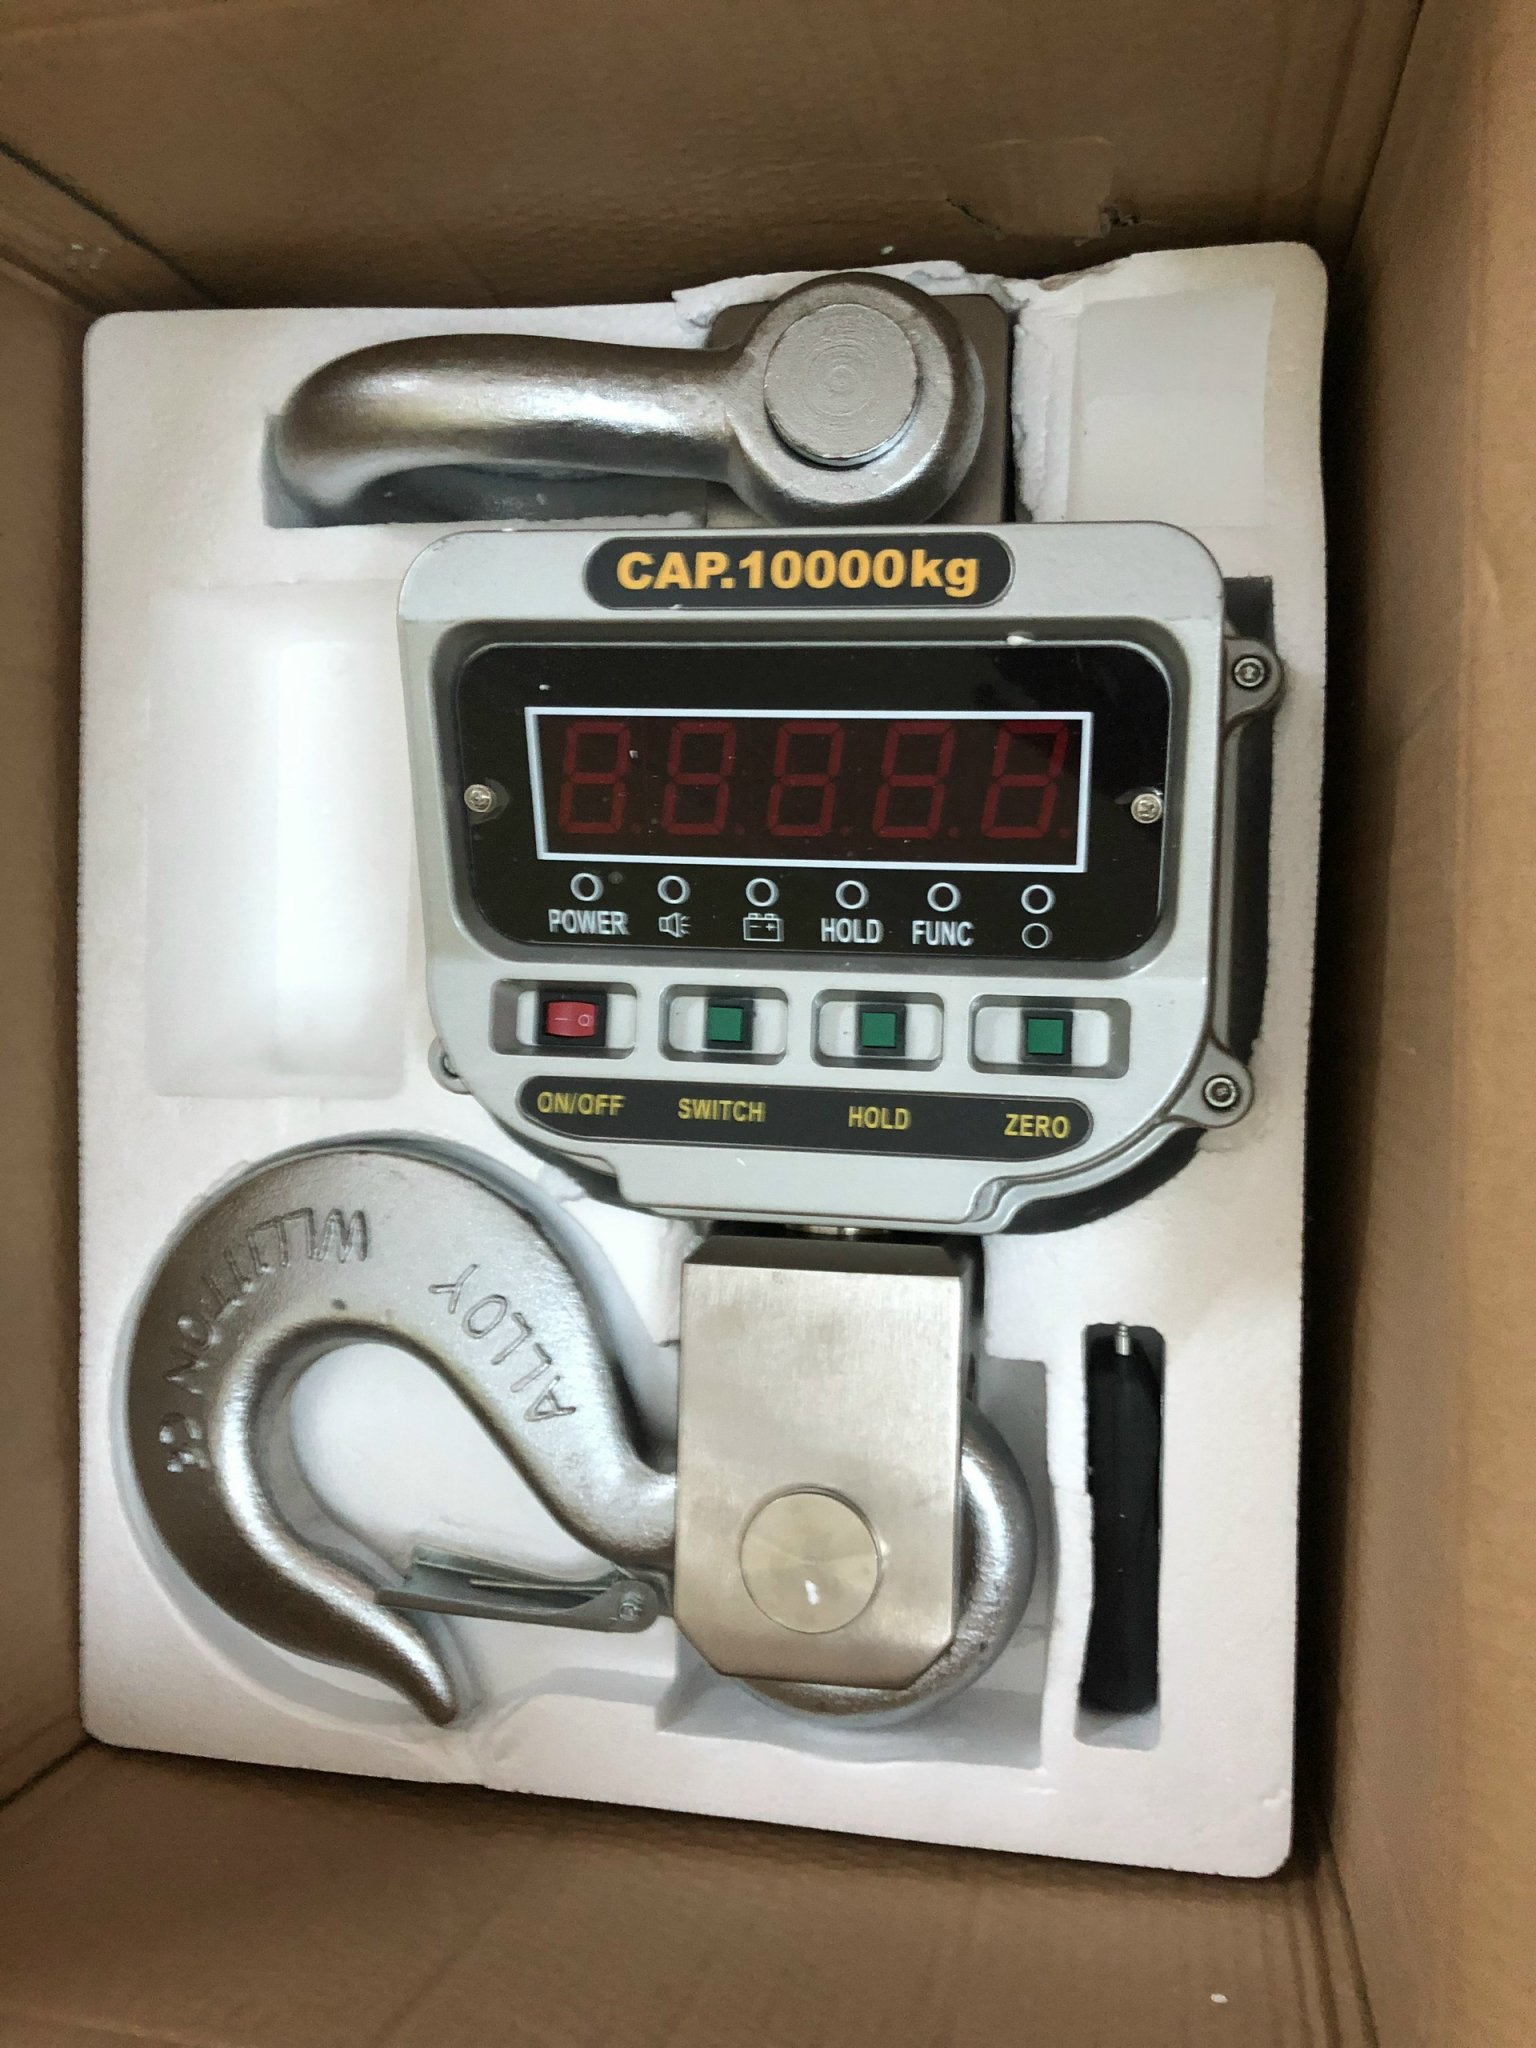 CAP.10000kg
POWER HOLD FUNC
ON/OFF SWITCH HOLD ZERO
ALLOY